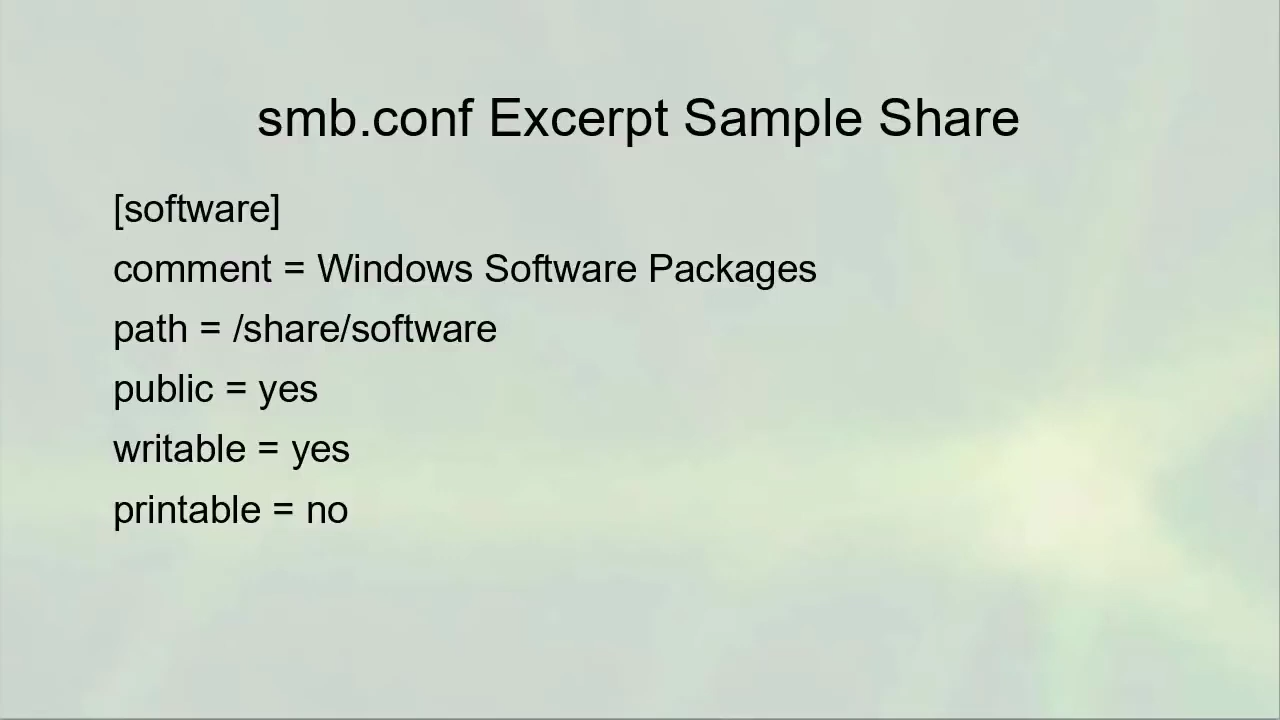 smb.conf Excerpt Sample Share
[software]
comment = Windows Software Packages
path = /share/software
public = yes
writable = yes
printable = no